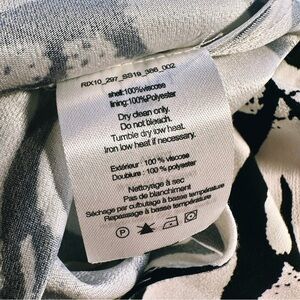 RIX10_297_SS19_366_002
shell:100%viscose
lining:100%Polyester
Dry clean only.
Do not bleach.
Tumble dry low heat.
Iron low heat if necessary.
Extérieur : 100 % viscose
Doublure : 100 % polyester
Nettoyage à sec
Pas de blanchiment
Séchage par culbutage à basse température
Repassage à basse température
P